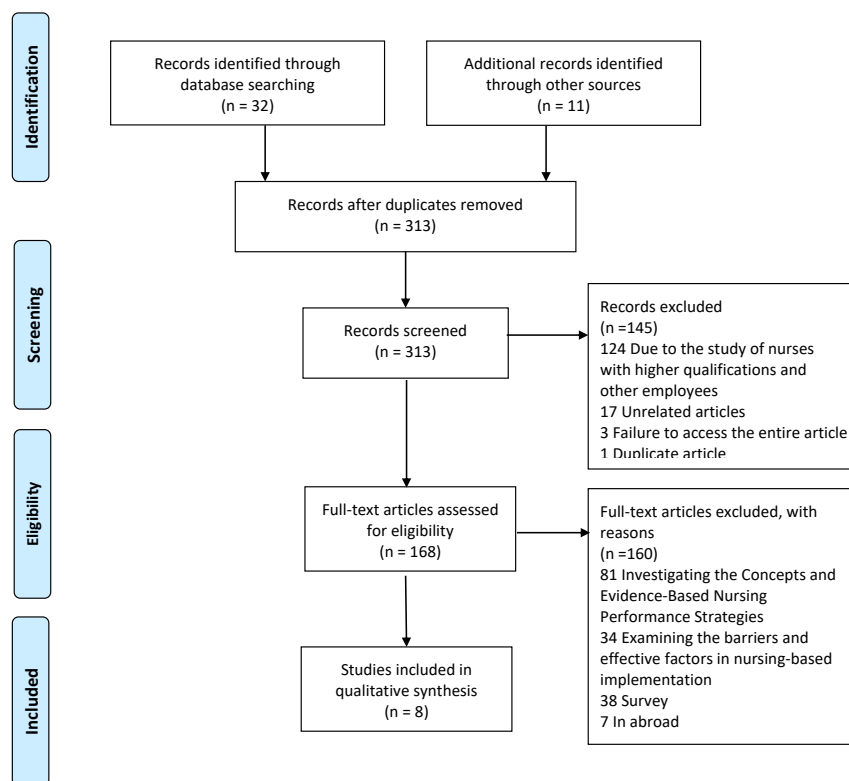 Identification
Records identified through
database searching
(n = 32)
Additional records identified
through other sources
(n = 11)
Records after duplicates removed
(n = 313)
Screening
Records screened
(n = 313)
Records excluded
(n =145)
124 Due to the study of nurses
with higher qualifications and
other employees
17 Unrelated articles
3 Failure to access the entire article
1 Duplicate article
Eligibility
Full-text articles assessed
for eligibility
(n = 168)
Full-text articles excluded, with
reasons
(n =160)
81 Investigating the Concepts and
Evidence-Based Nursing
Performance Strategies
34 Examining the barriers and
effective factors in nursing-based
implementation
38 Survey
7 In abroad
Included
Studies included in
qualitative synthesis
(n = 8)